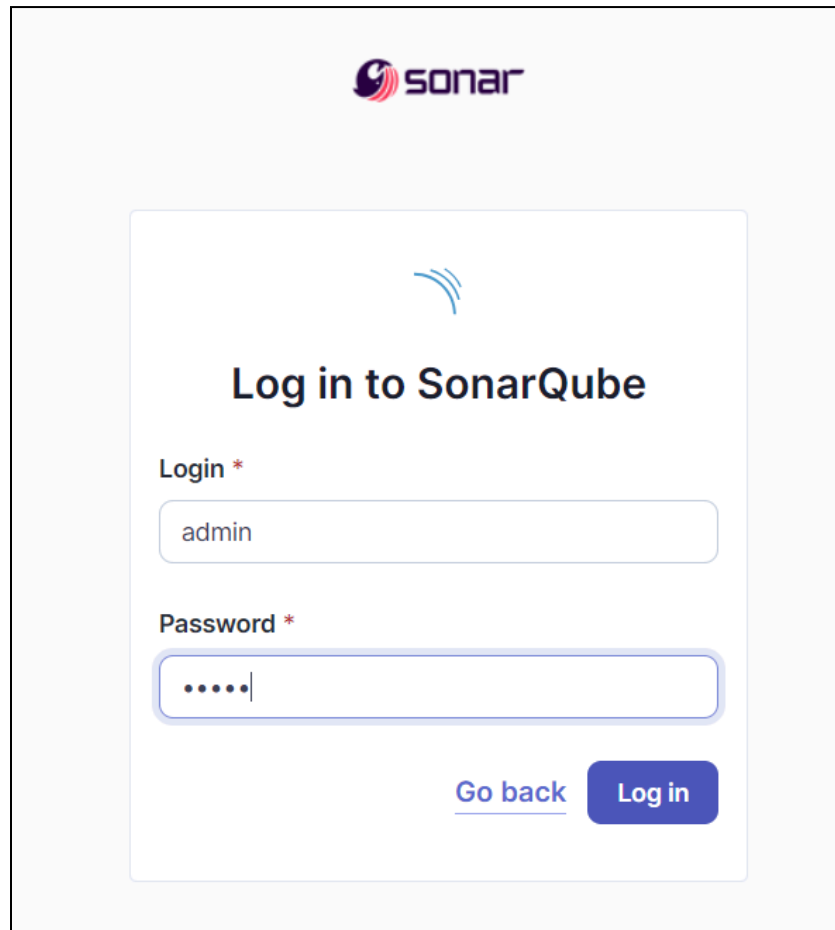 sonar
Log in to SonarQube
Login *
admin
Password *
•••••
Go back Log in